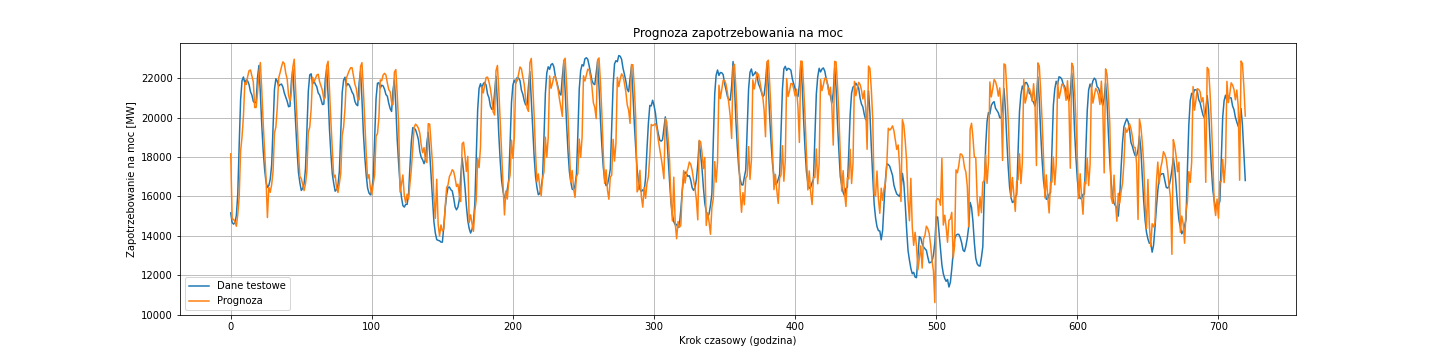 Prognoza zapotrzebowania na moc
Zapotrzebowanie na moc [MW]
22000
20000
18000
16000
14000
12000
10000
Dane testowe
Prognoza
0 100 200 300 400 500 600 700
Krok czasowy (godzina)